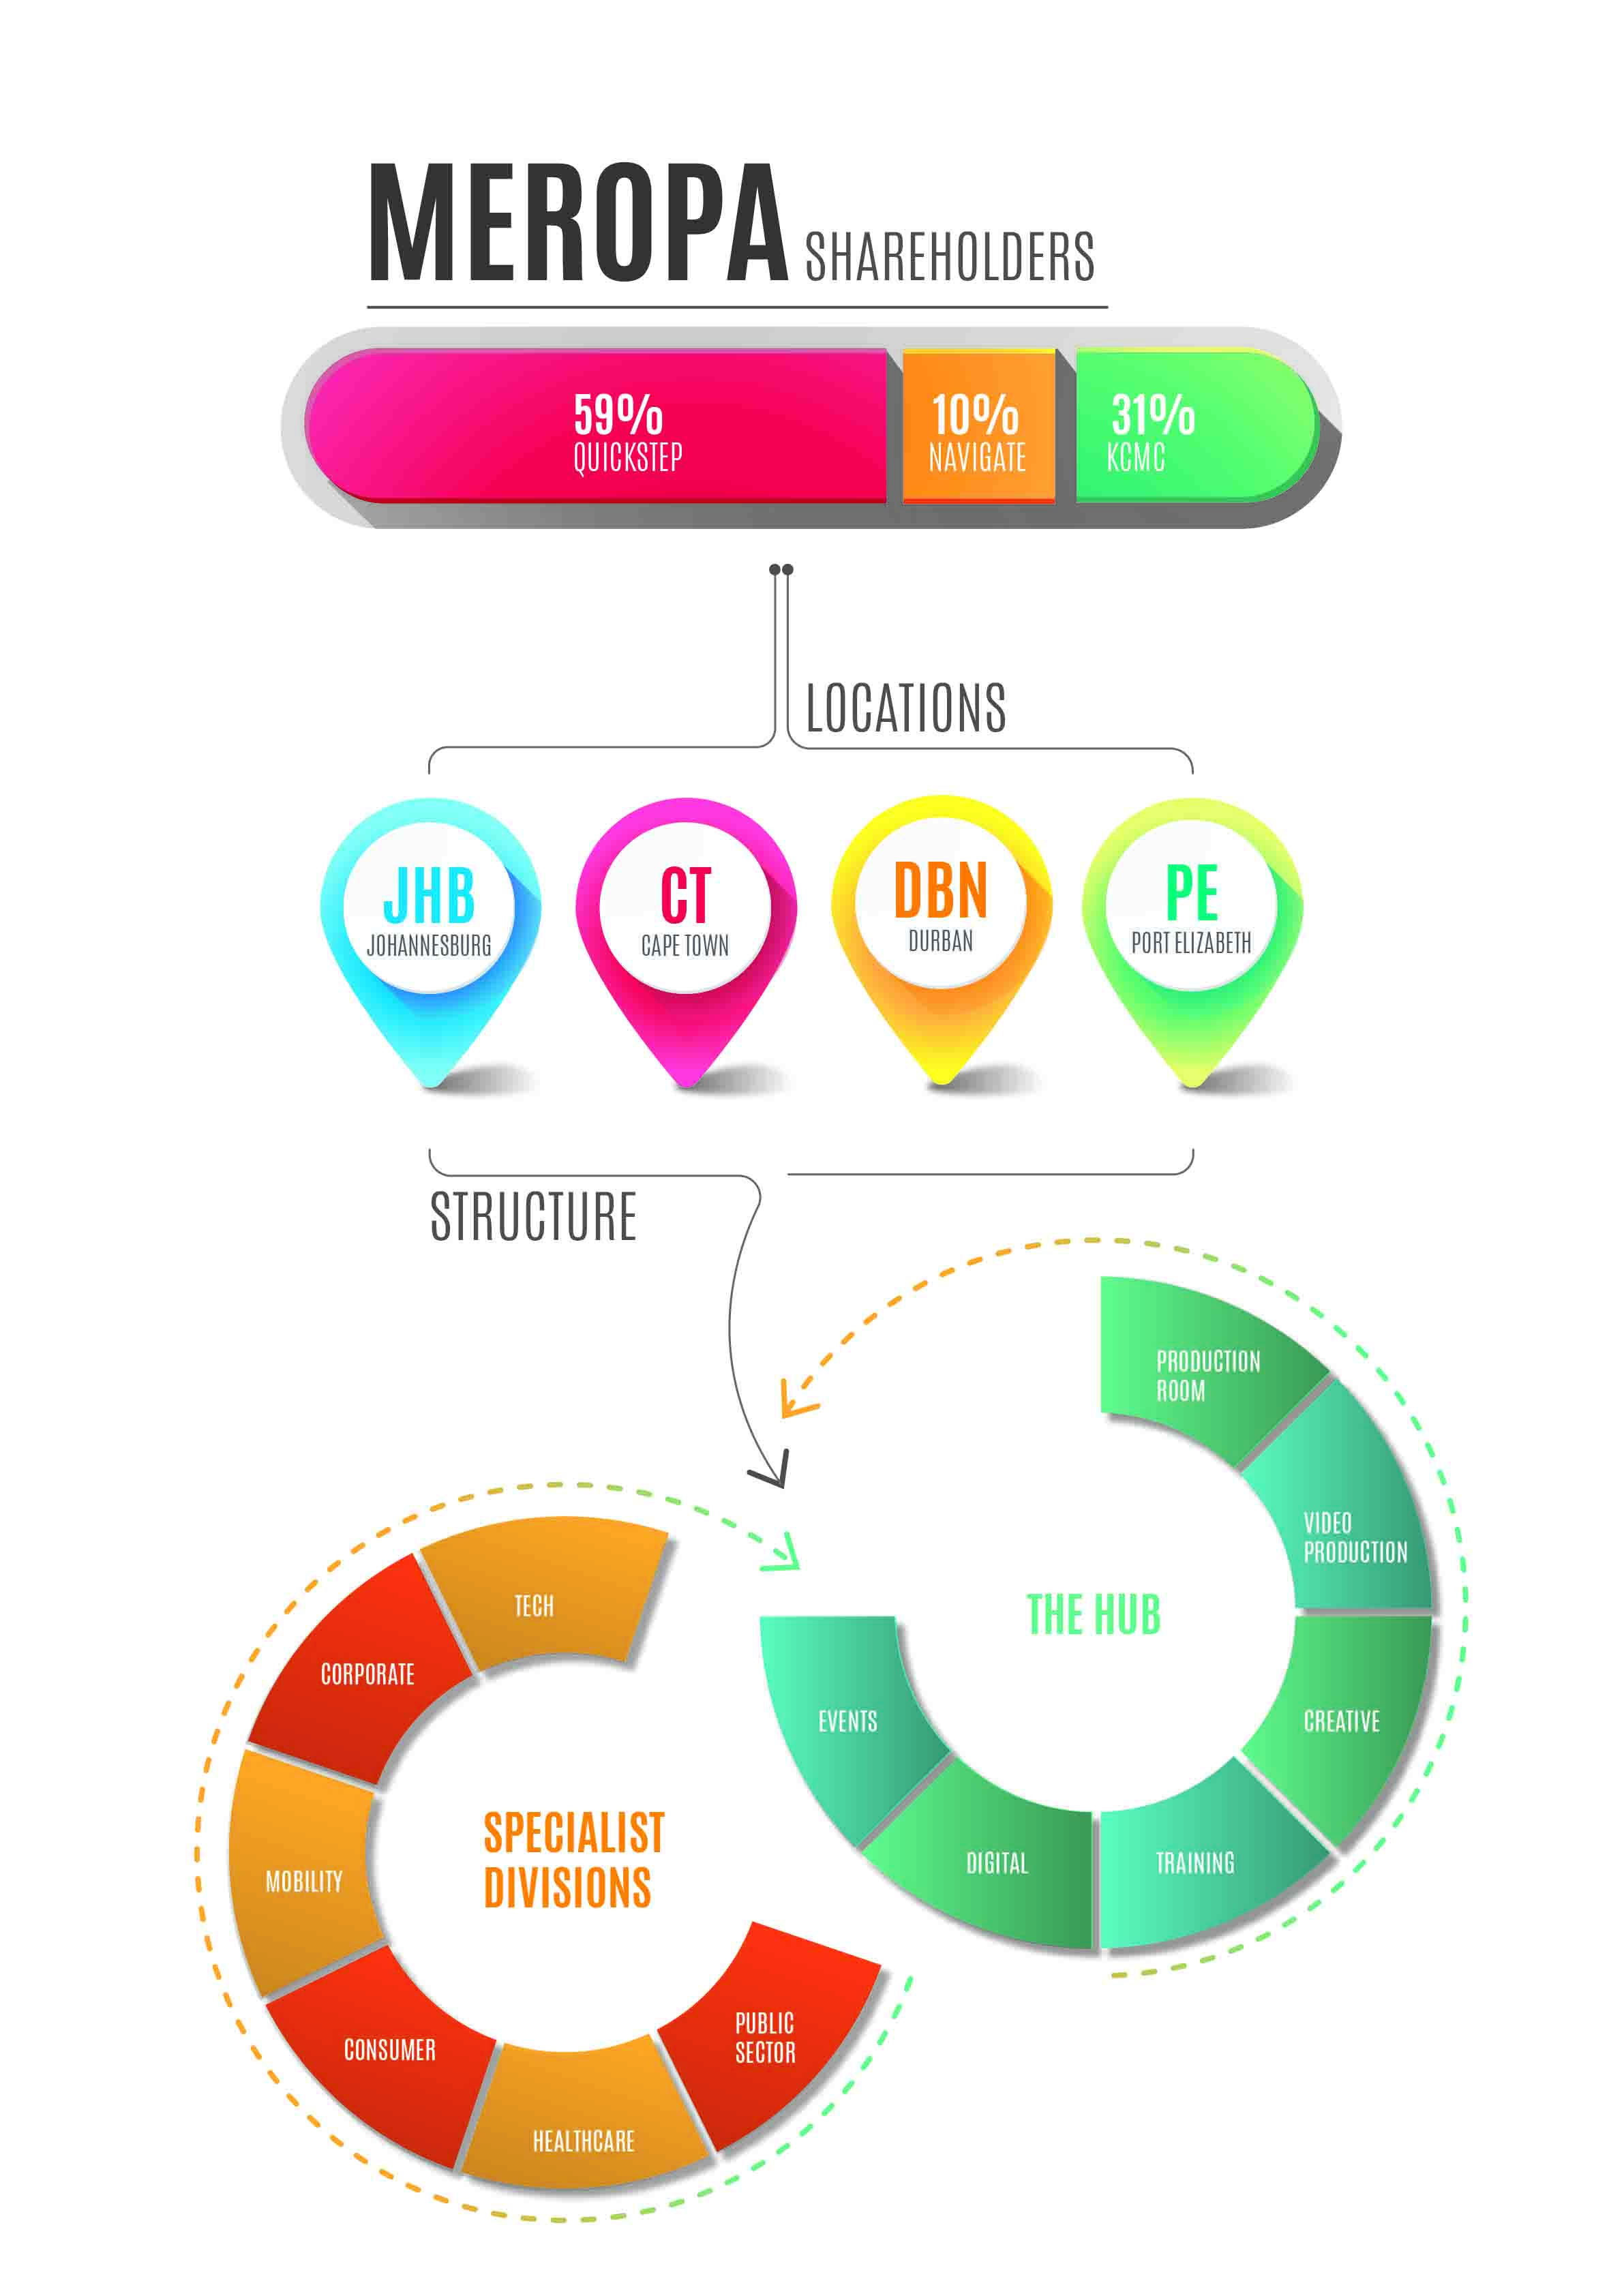 MEROPA SHAREHOLDERS
59%
QUICKSTEP
10%
NAVIGATE
31%
KCMC
LOCATIONS
JHB
JOHANNESBURG
CT
CAPE TOWN
DBN
DURBAN
PE
PORT ELIZABETH
STRUCTURE
PRODUCTION
ROOM
VIDEO
PRODUCTION
THE HUB
CREATIVE
TRAINING
DIGITAL
EVENTS
TECH
CORPORATE
MOBILITY
SPECIALIST
DIVISIONS
CONSUMER
HEALTHCARE
PUBLIC
SECTOR